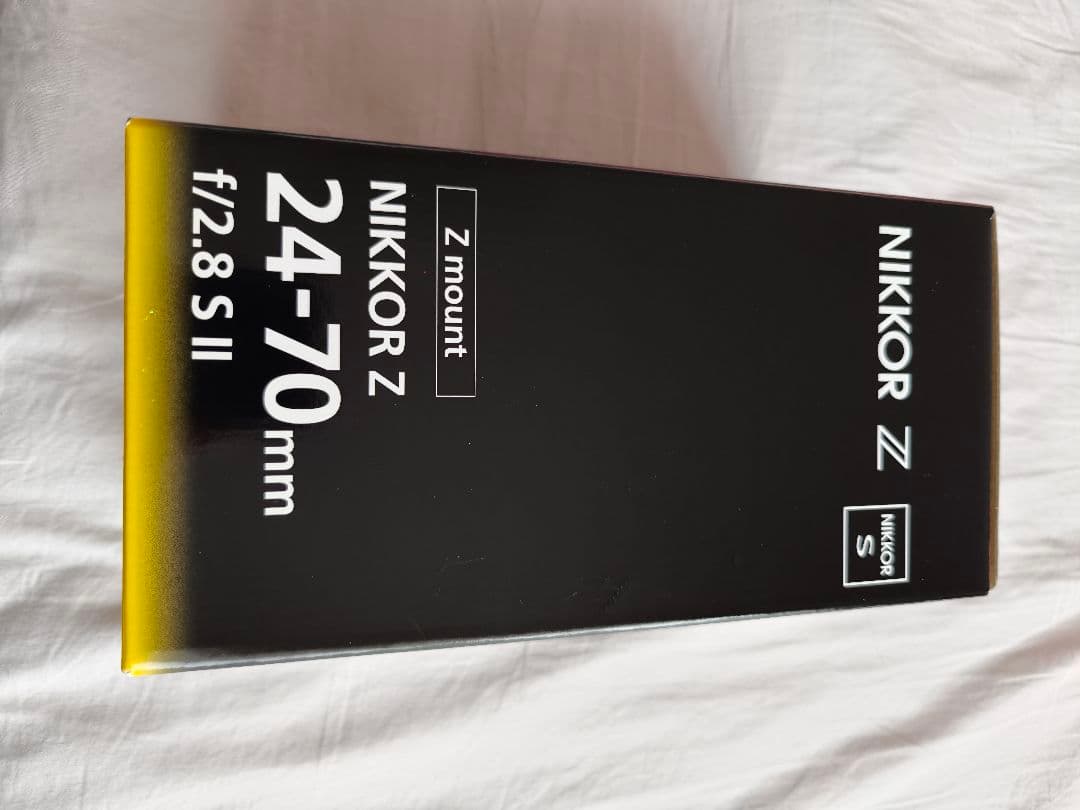 NIKKOR Z
NIKKOR
S
Z mount
NIKKOR Z
24-70mm
f/2.8 S II